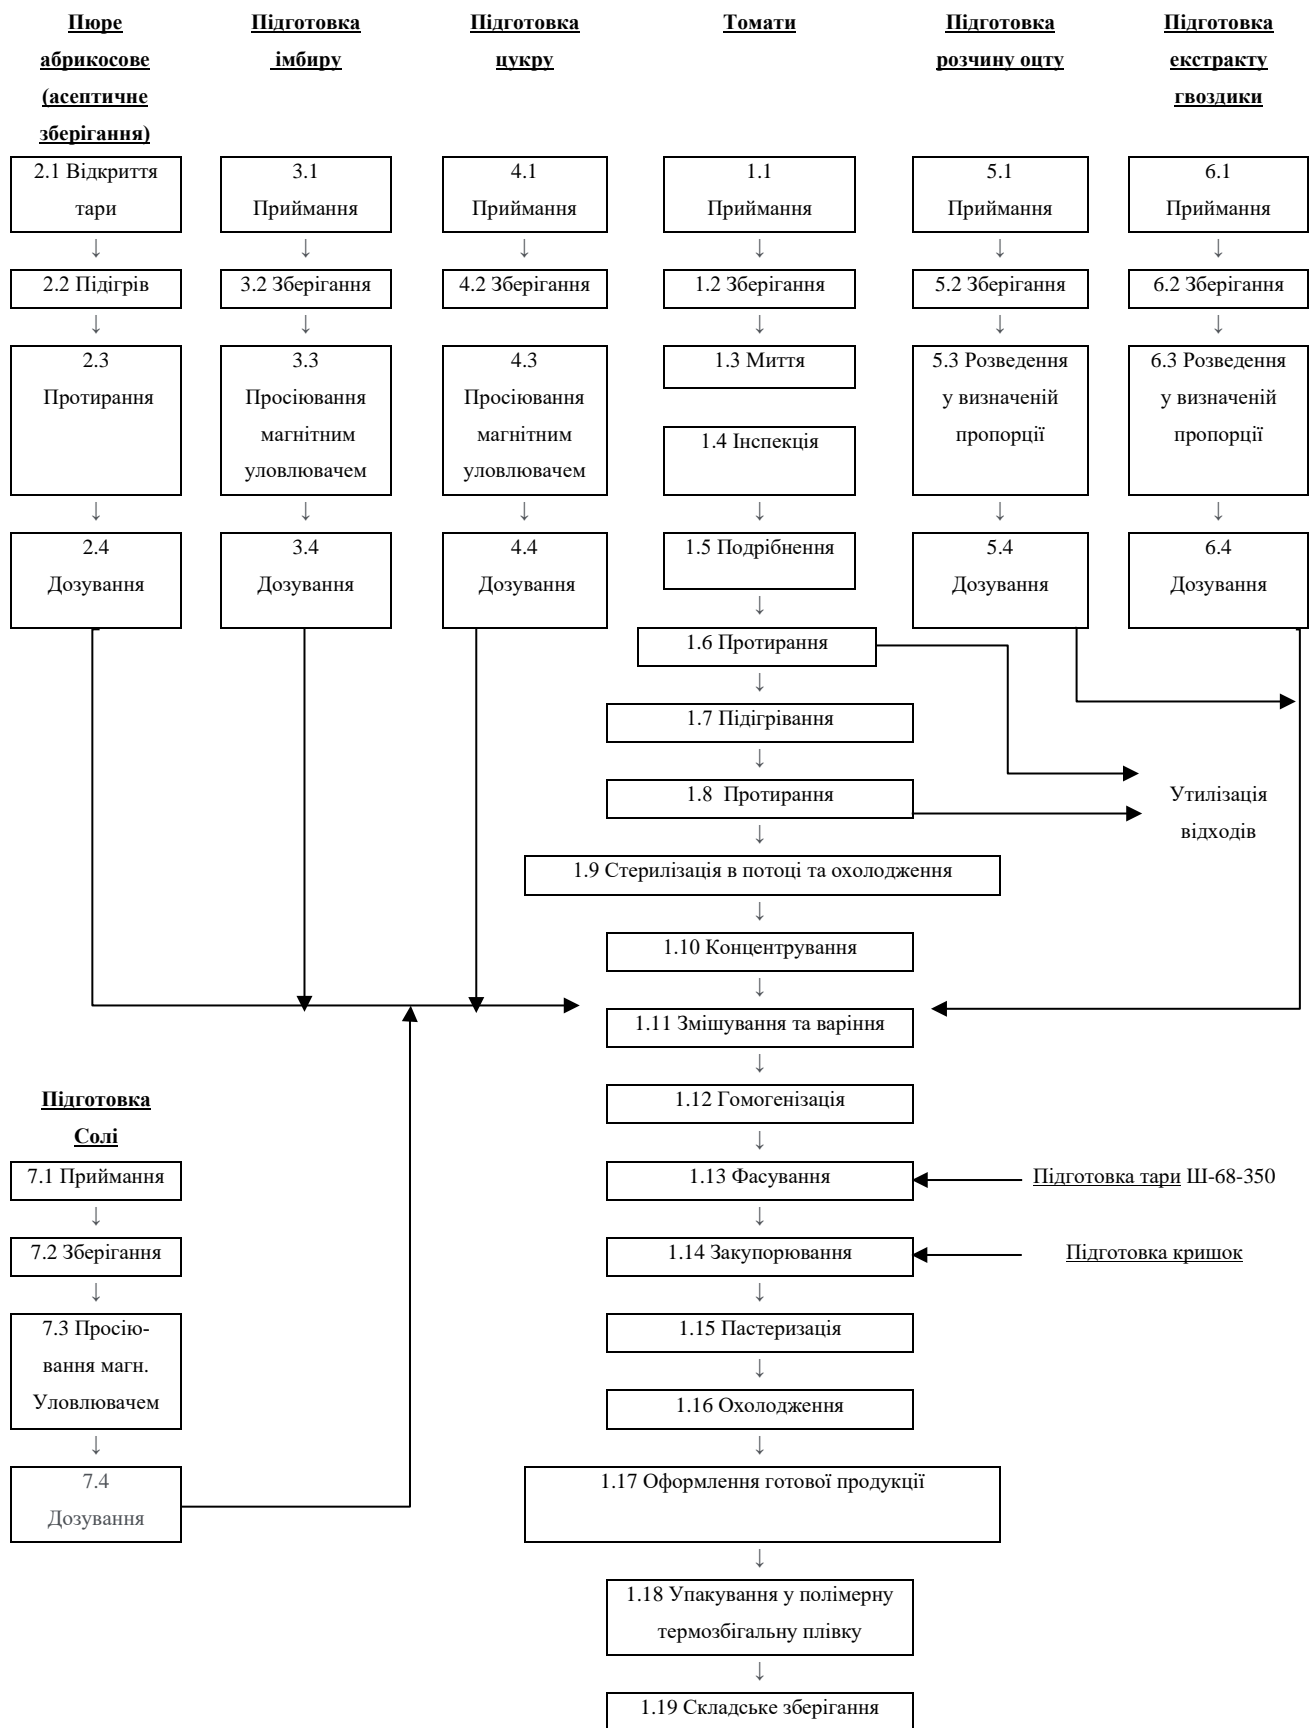 Пюре
абрикосове
(асептичне
зберігання)
Підготовка
імбиру
Підготовка
цукру
Томати
Підготовка
розчину оцту
Підготовка
екстракту
гвоздики
2.1 Відкриття
тари
3.1
Приймання
4.1
Приймання
1.1
Приймання
5.1
Приймання
6.1
Приймання
2.2 Підігрів
3.2 Зберігання
4.2 Зберігання
1.2 Зберігання
5.2 Зберігання
6.2 Зберігання
2.3
Протирання
3.3
Просіювання
магнітним
уловлювачем
4.3
Просіювання
магнітним
уловлювачем
1.3 Миття
1.4 Інспекція
5.3 Розведення
у визначеній
пропорції
6.3 Розведення
у визначеній
пропорції
2.4
Дозування
3.4
Дозування
4.4
Дозування
1.5 Подрібнення
5.4
Дозування
6.4
Дозування
1.6 Протирання
1.7 Підігрівання
1.8 Протирання
Утилізація
відходів
1.9 Стерилізація в потоці та охолодження
1.10 Концентрування
1.11 Змішування та варіння
1.12 Гомогенізація
Підготовка
Солі
7.1 Приймання
1.13 Фасування
Підготовка тари Ш-68-350
7.2 Зберігання
1.14 Закупорювання
Підготовка кришок
7.3 Просію-
вання магн.
Уловлювачем
1.15 Пастеризація
1.16 Охолодження
7.4
Дозування
1.17 Оформлення готової продукції
1.18 Упакування у полімерну
термозбігальну плівку
1.19 Складське зберігання